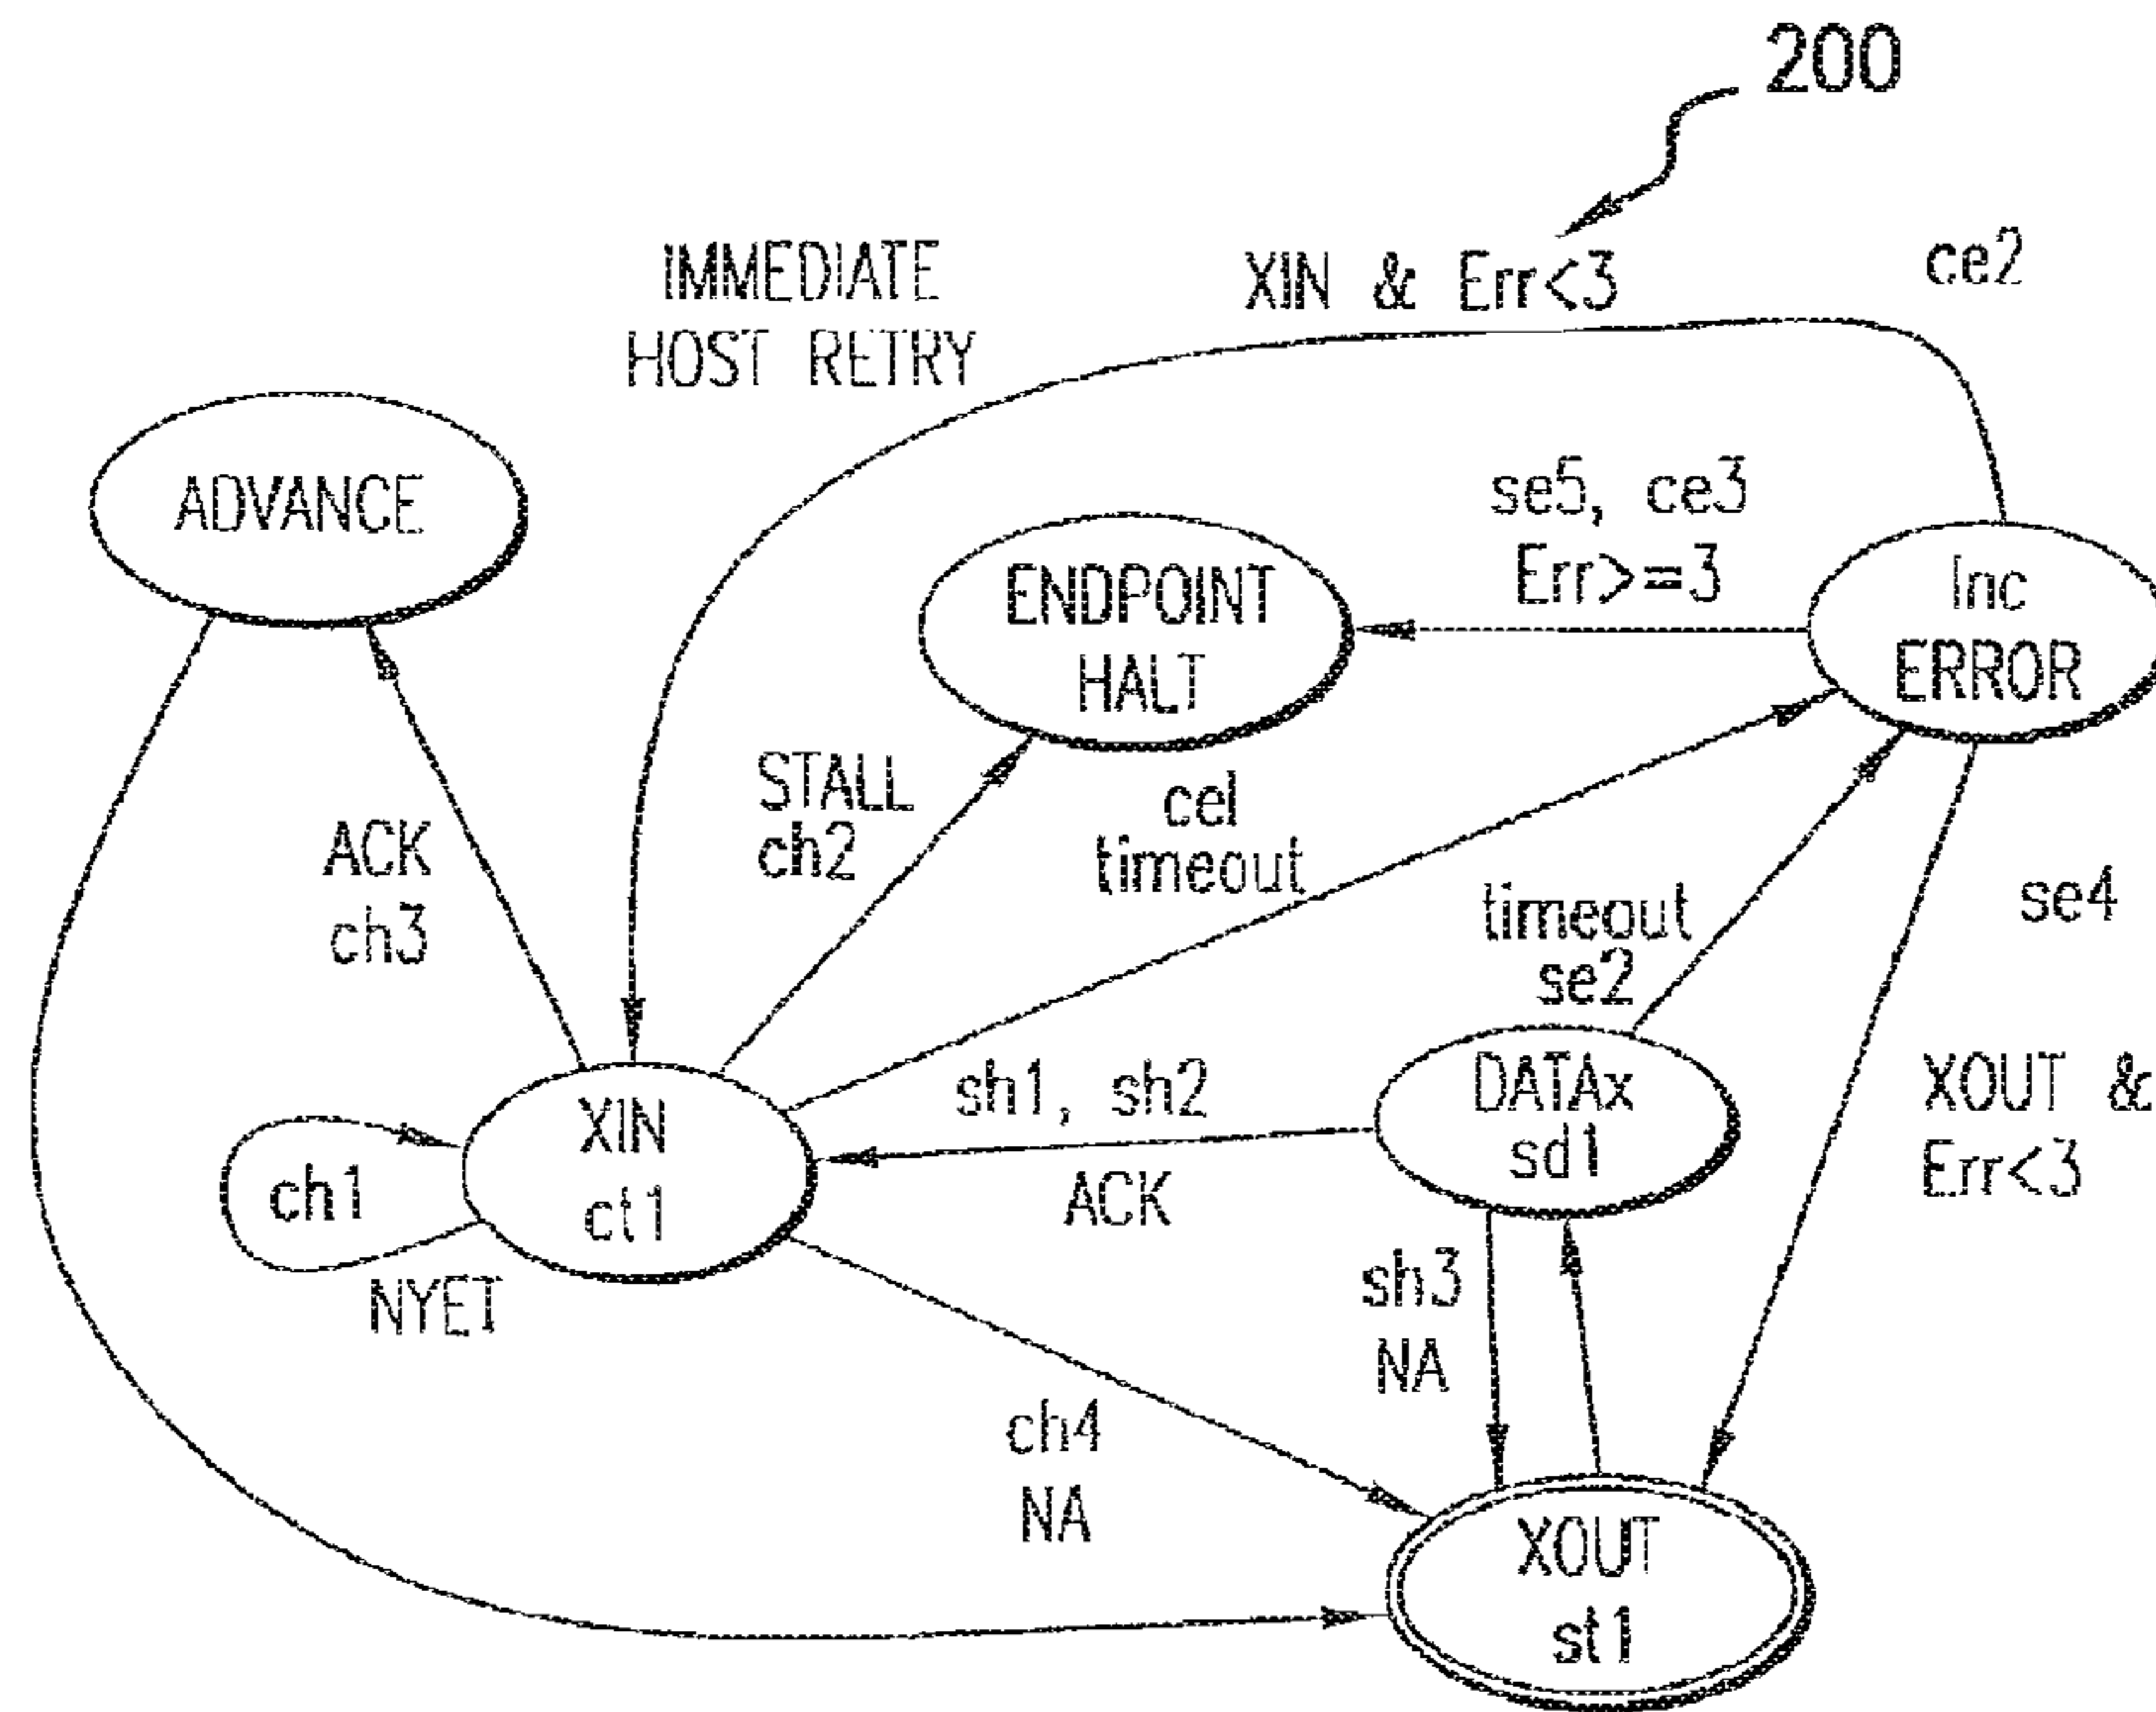 200
IMMEDIATE
HOST RETRY
XIN & Err<3
ce2
ADVANCE
se5, ce3
Err>=3
ENDPOINT
HALT
Inc
ERROR
STALL
ch2
cel
timeout
ACK
ch3
timeout
se2
se4
XOUT &
Err<3
sh1, sh2
ACK
DATAx
sd1
XIN
ct1
ch1
NYET
sh3
NA
ch4
NA
XOUT
st1